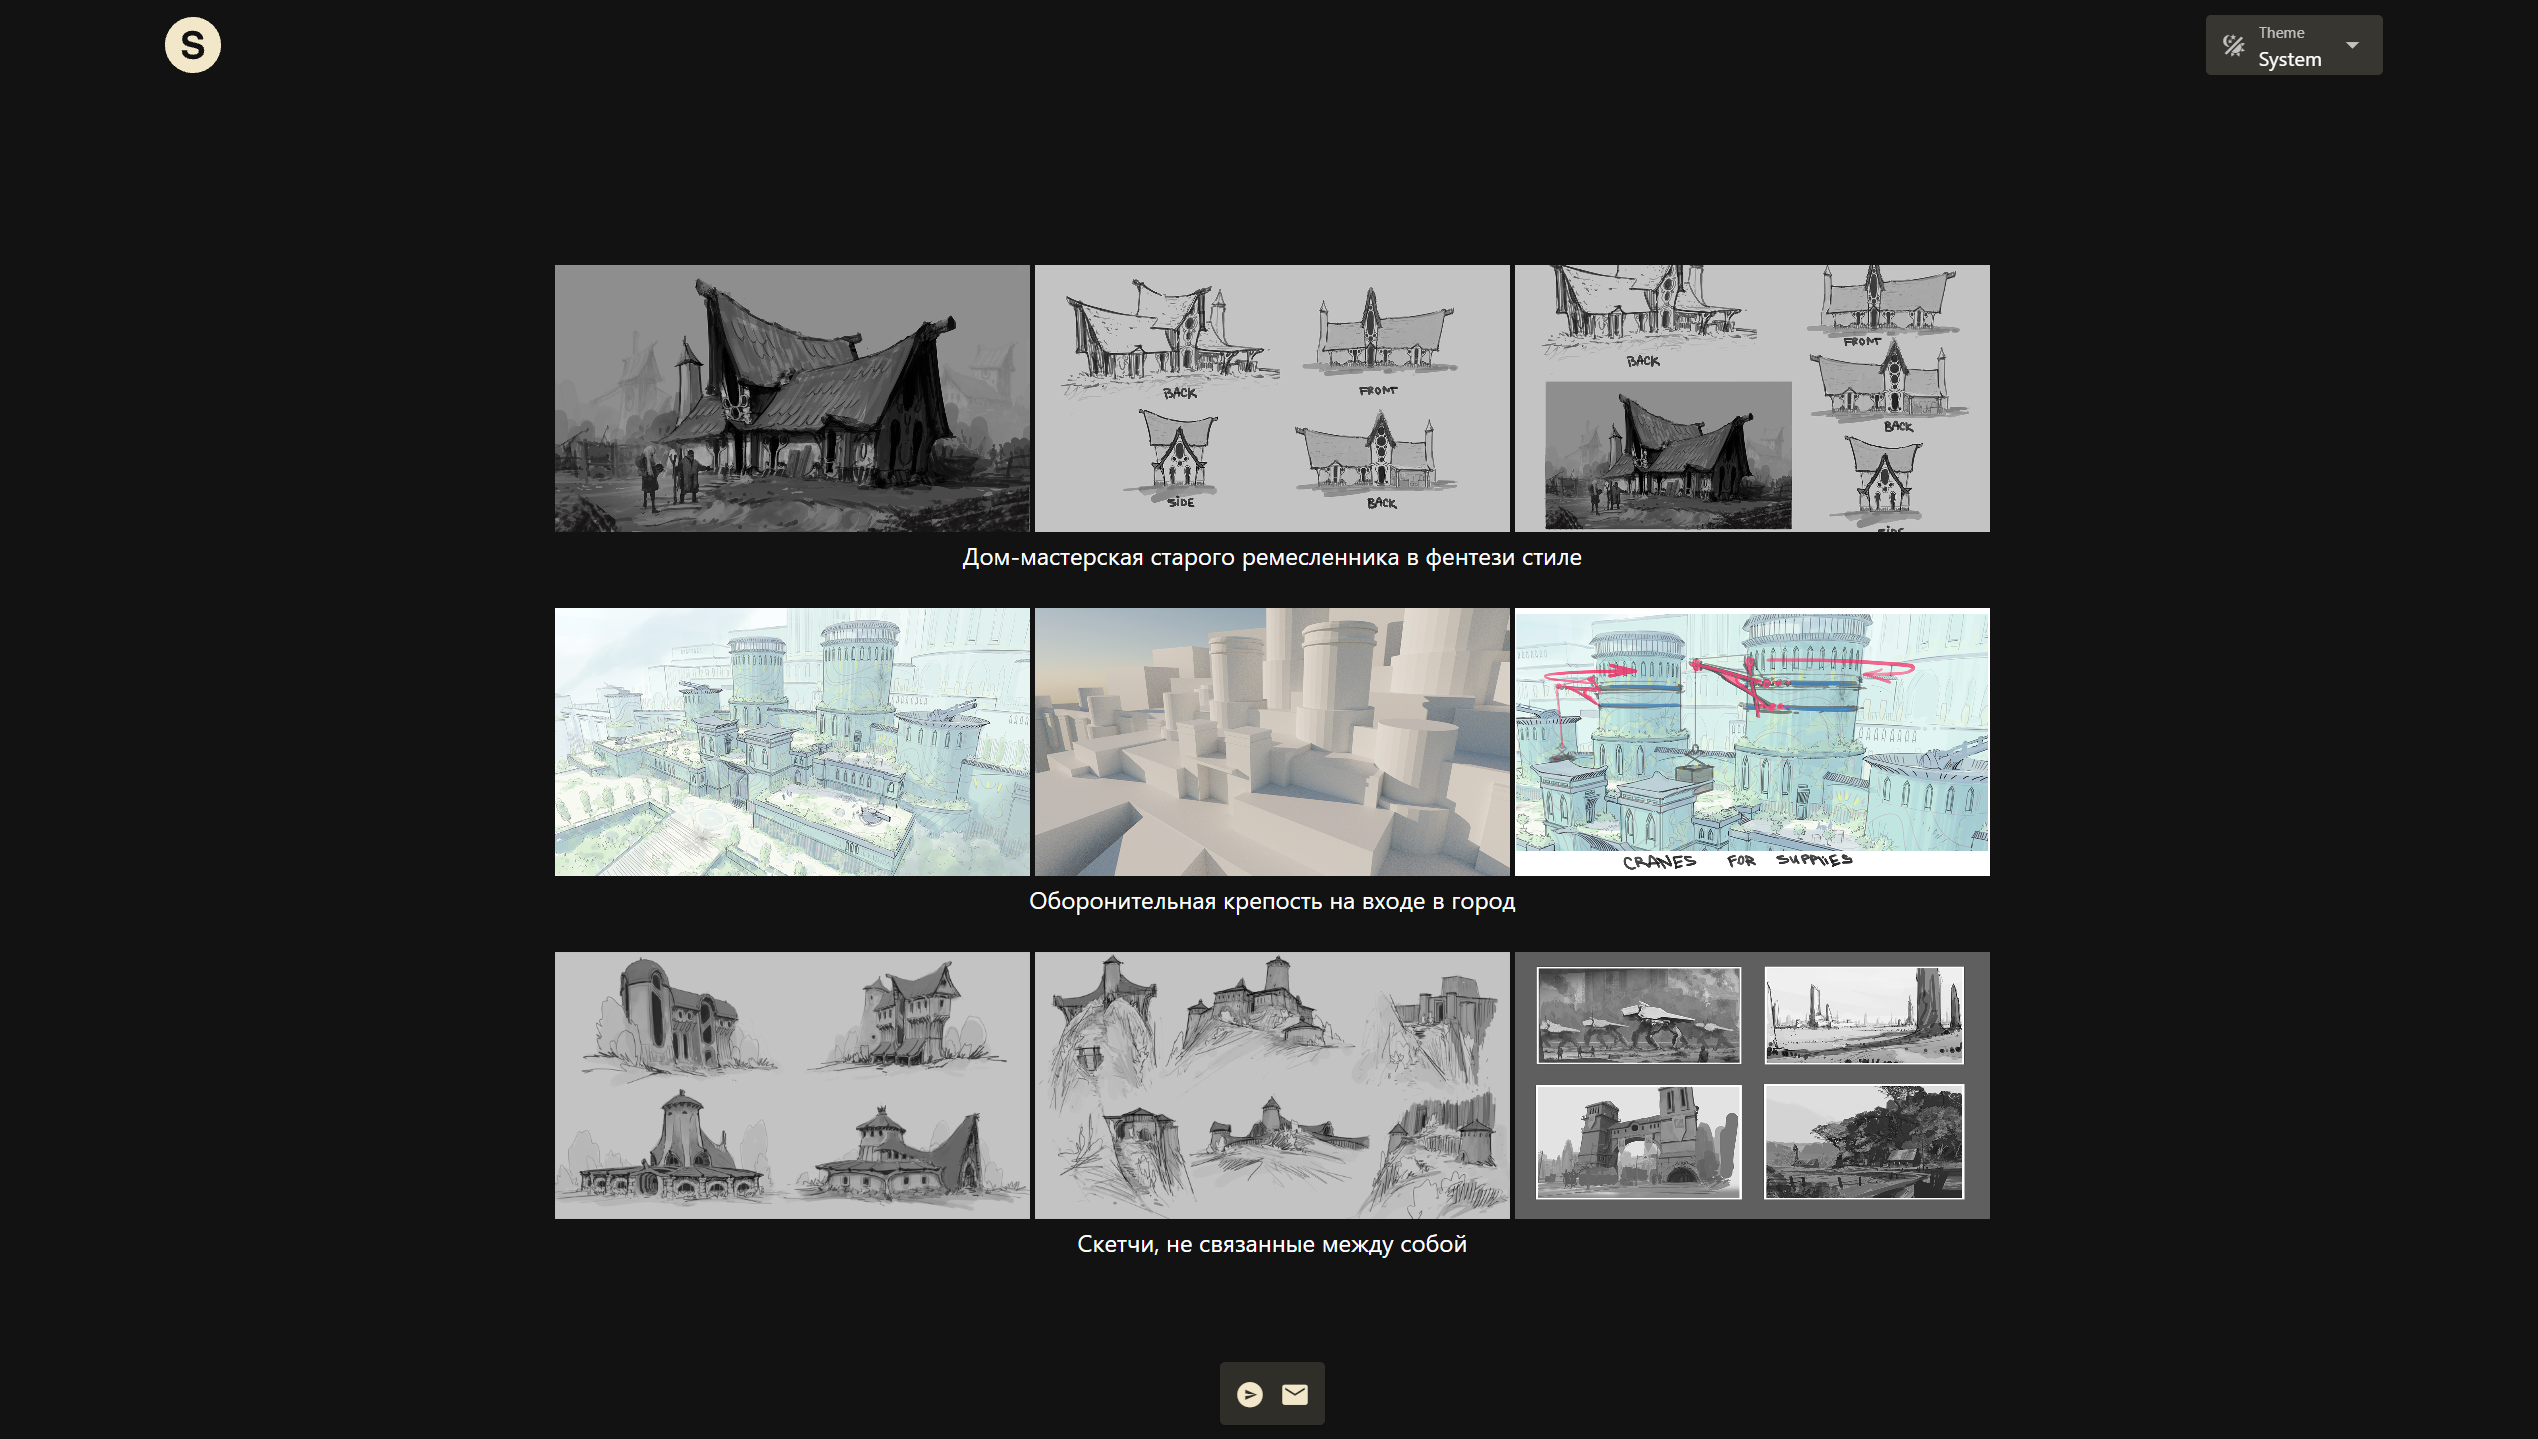 S
Theme
System
BACK
FRONT
SIDE
BACK
BACK
FRONT
BACK
SIDE
Дом-мастерская старого ремесленника в фентези стиле
CRANES FOR SUPPLIES
Оборонительная крепость на входе в город
Скетчи, не связанные между собой